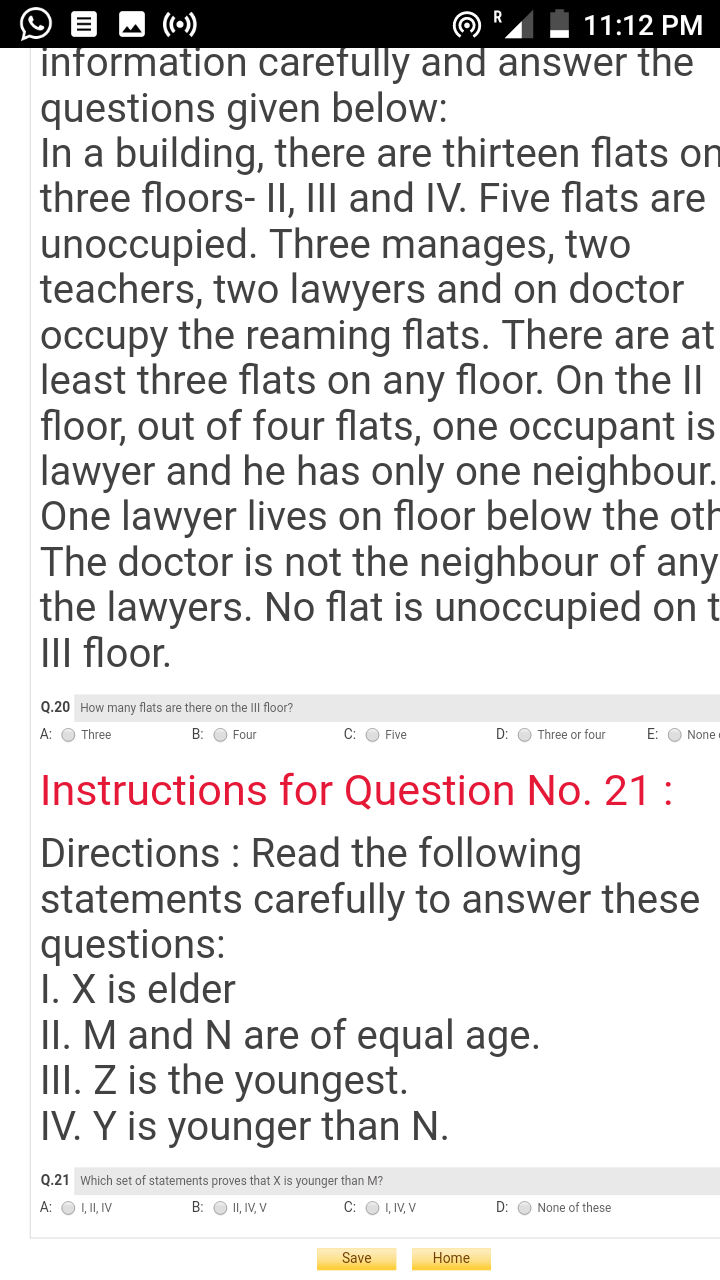 R 11:12 PM
information carefully and answer the
questions given below:
In a building, there are thirteen flats on
three floors- II, III and IV. Five flats are
unoccupied. Three manages, two
teachers, two lawyers and on doctor
occupy the reaming flats. There are at
least three flats on any floor. On the II
floor, out of four flats, one occupant is
lawyer and he has only one neighbour.
One lawyer lives on floor below the oth
The doctor is not the neighbour of any
the lawyers. No flat is unoccupied on t
III floor.
Q.20 How many flats are there on the III floor?
A: Three B: Four C: Five D: Three or four E: None
Instructions for Question No. 21 :
Directions : Read the following
statements carefully to answer these
questions:
I. X is elder
II. M and N are of equal age.
III. Z is the youngest.
IV. Y is younger than N.
Q.21 Which set of statements proves that X is younger than M?
A: I, II, IV B: II, IV, V C: I, IV, V D: None of these
Save Home